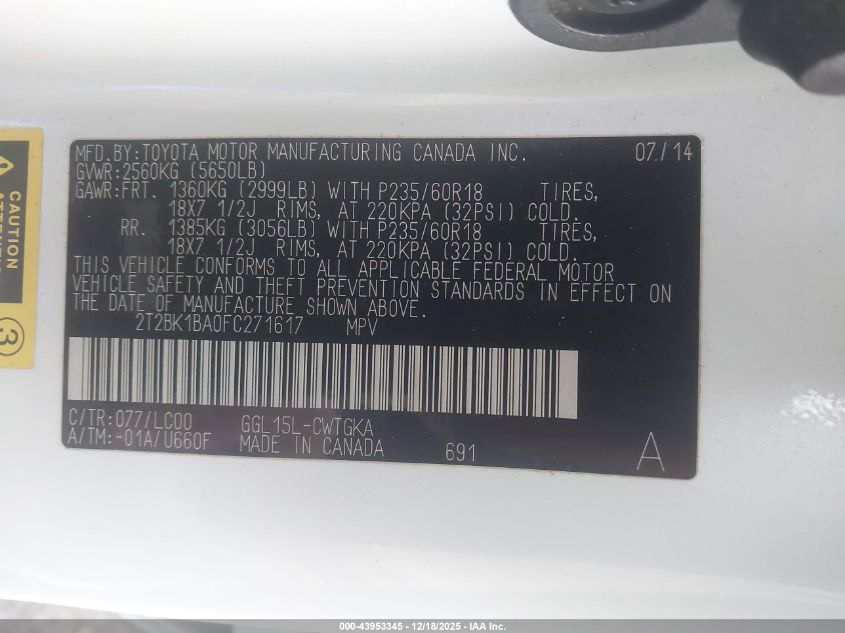 MFD.BY:TOYOTA MOTOR MANUFACTURING CANADA INC. 07/14
GVWR:2560KG (5650LB)
GAWR:FRT. 1360KG (2999LB) WITH P235/60R18 TIRES,
18X7 1/2J RIMS, AT 220KPA (32PSI) COLD.
RR. 1385KG (3056LB) WITH P235/60R18 TIRES,
18X7 1/2J RIMS, AT 220KPA (32PSI) COLD.
THIS VEHICLE CONFORMS TO ALL APPLICABLE FEDERAL MOTOR
VEHICLE SAFETY AND THEFT PREVENTION STANDARDS IN EFFECT ON
THE DATE OF MANUFACTURE SHOWN ABOVE.
2T2BK1BA0FC271617 MPV
C/TR:077/LC00 GGL15L-CWTGKA
A/TM:-01A/U660F MADE IN CANADA 691 A
CAUTION
3
000-43953345 - 12/18/2025 - IAA Inc.